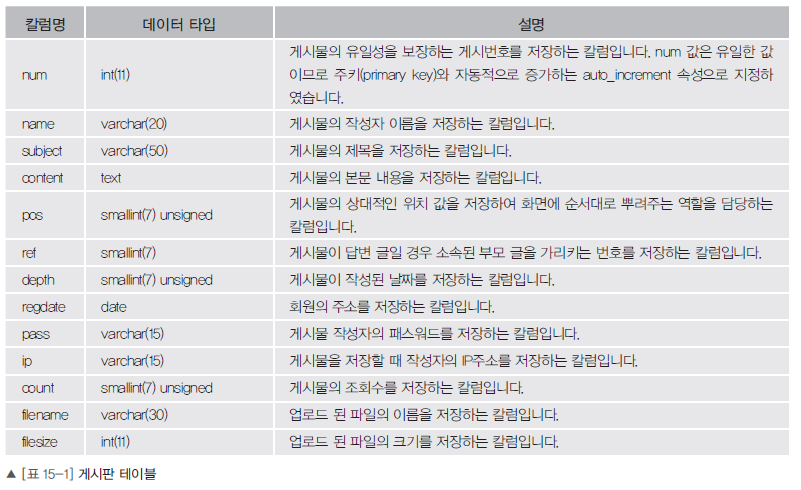 칼럼명 데이터 타입 설명
num int(11) 게시물의 유일성을 보장하는 게시번호를 저장하는 칼럼입니다. num 값은 유일한 값
이므로 주키(primary key)와 자동적으로 증가하는 auto_increment 속성으로 지정하
였습니다.
name varchar(20) 게시물의 작성자 이름을 저장하는 칼럼입니다.
subject varchar(50) 게시물의 제목을 저장하는 칼럼입니다.
content text 게시물의 본문 내용을 저장하는 칼럼입니다.
pos smallint(7) unsigned 게시물의 상대적인 위치 값을 저장하여 화면에 순서대로 뿌려주는 역할을 담당하는
칼럼입니다.
ref smallint(7) 게시물이 답변 글일 경우 소속된 부모 글을 가리키는 번호를 저장하는 칼럼입니다.
depth smallint(7) unsigned 게시물이 작성된 날짜를 저장하는 칼럼입니다.
regdate date 회원의 주소를 저장하는 칼럼입니다.
pass varchar(15) 게시물 작성자의 패스워드를 저장하는 칼럼입니다.
ip varchar(15) 게시물을 저장할 때 작성자의 IP주소를 저장하는 칼럼입니다.
count smallint(7) unsigned 게시물의 조회수를 저장하는 칼럼입니다.
filename varchar(30) 업로드 된 파일의 이름을 저장하는 칼럼입니다.
filesize int(11) 업로드 된 파일의 크기를 저장하는 칼럼입니다.
▲ [표 15-1] 게시판 테이블